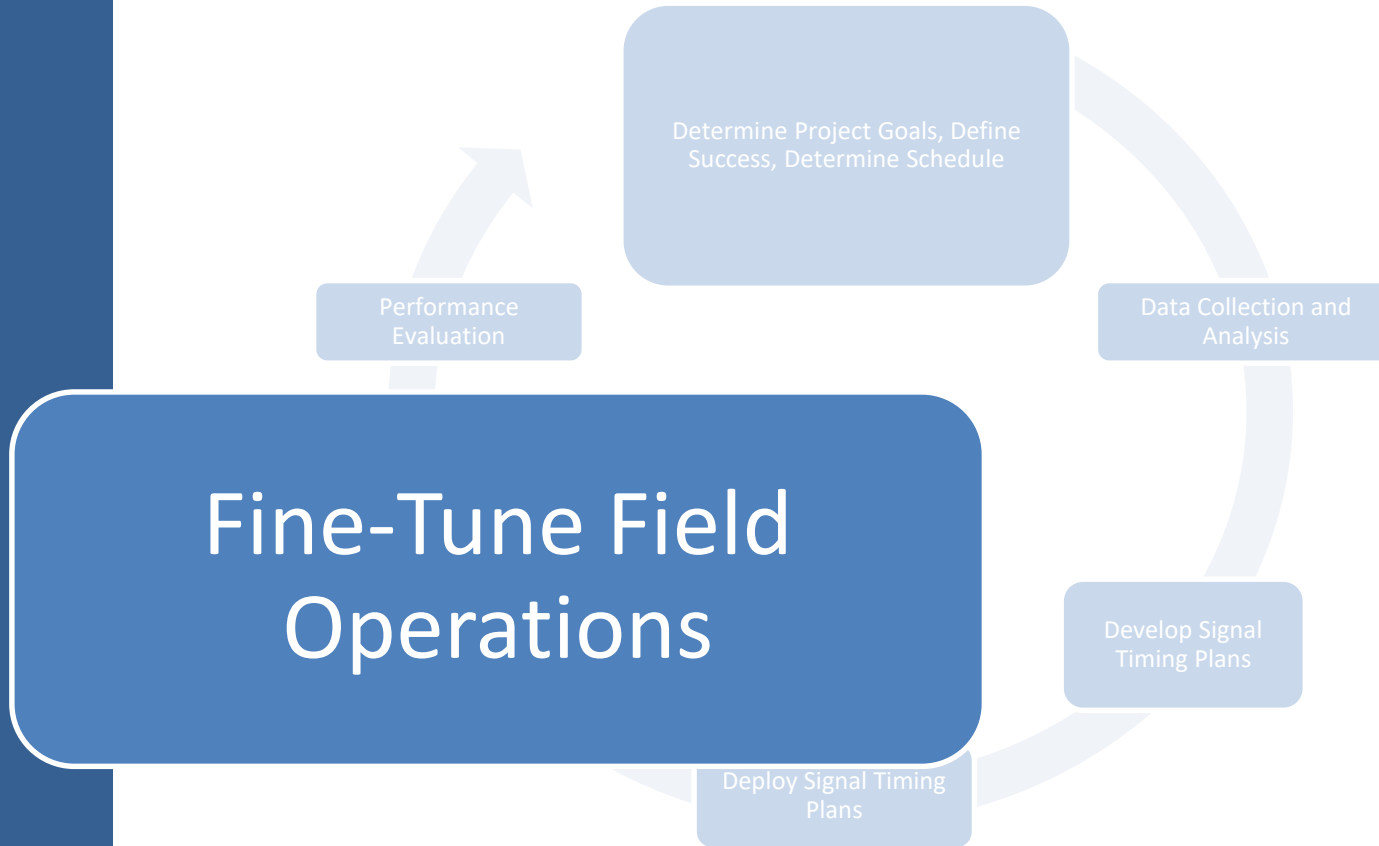 Determine Project Goals, Define
Success, Determine Schedule
Performance
Evaluation
Data Collection and
Analysis
Fine-Tune Field
Operations
Develop Signal
Timing Plans
Deploy Signal Timing
Plans